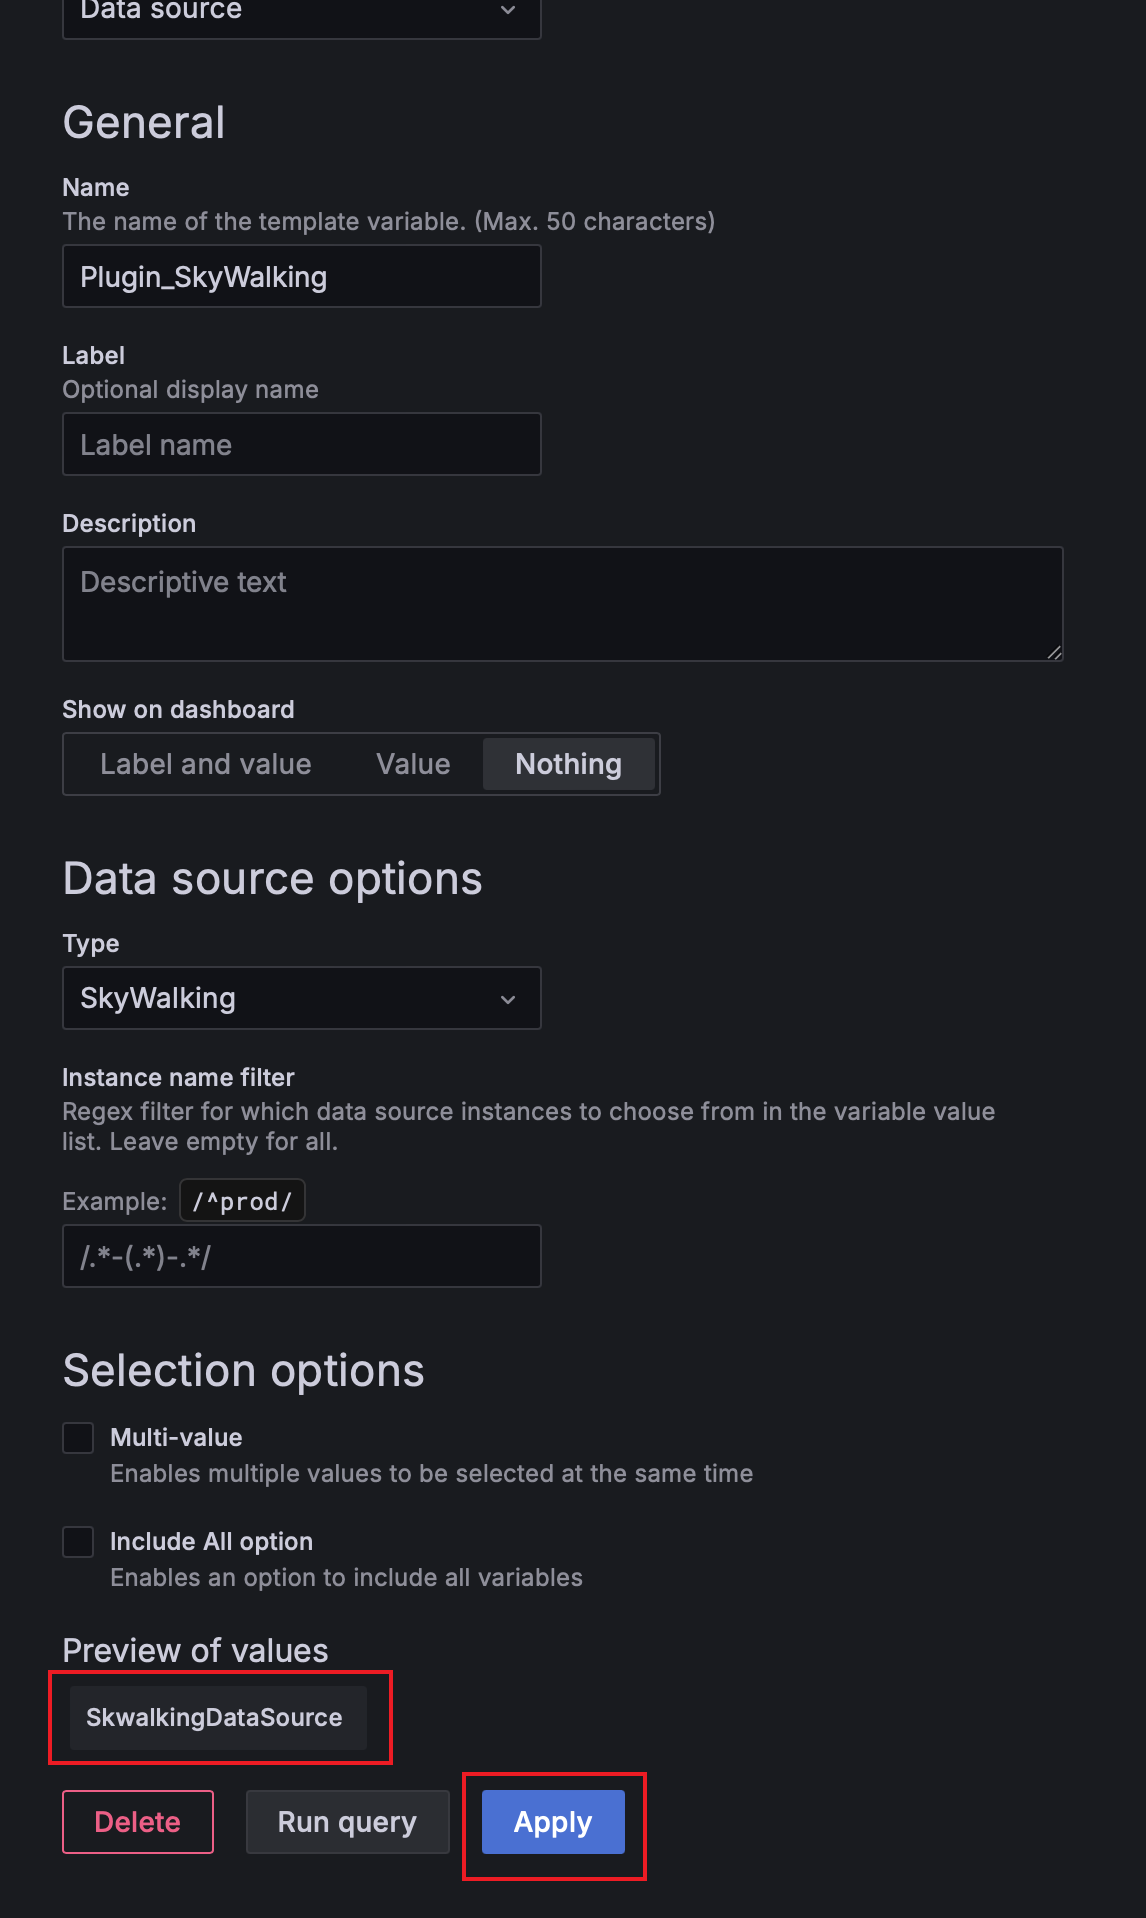 Data source
General
Name
The name of the template variable. (Max. 50 characters)
Plugin_SkyWalking
Label
Optional display name
Label name
Description
Descriptive text
Show on dashboard
Label and value Value Nothing
Data source options
Type
SkyWalking
Instance name filter
Regex filter for which data source instances to choose from in the variable value
list. Leave empty for all.
Example: /^prod/
/.*-(.*)-.*/
Selection options
Multi-value
Enables multiple values to be selected at the same time
Include All option
Enables an option to include all variables
Preview of values
SkwalkingDataSource
Delete Run query Apply